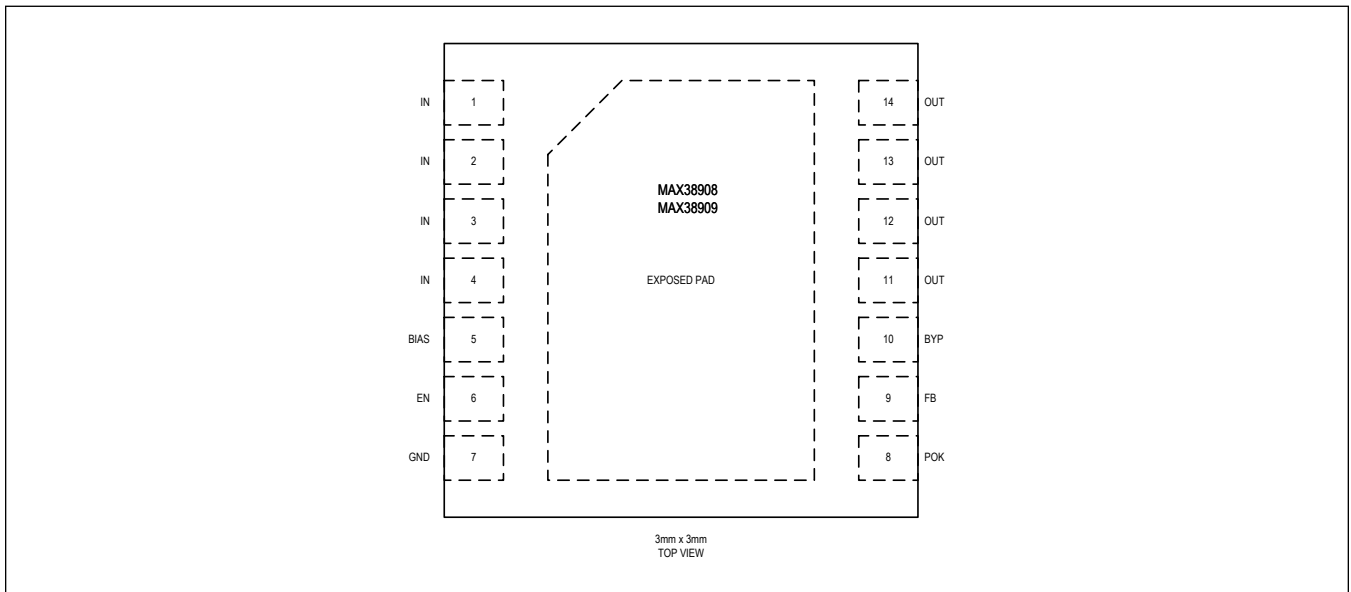 IN 1 14 OUT
IN 2 13 OUT
MAX38908
MAX38909
IN 3 12 OUT
IN 4 EXPOSED PAD 11 OUT
BIAS 5 10 BYP
EN 6 9 FB
GND 7 8 POK
3mm x 3mm
TOP VIEW